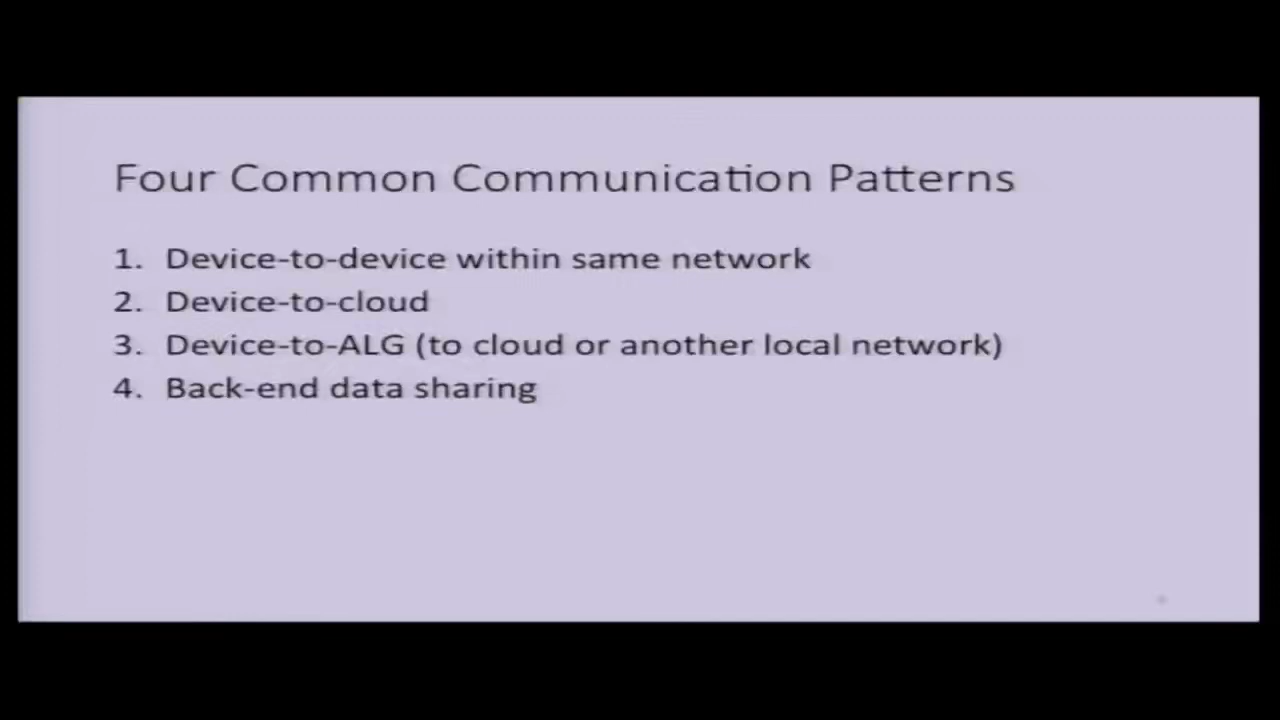 Four Common Communication Patterns
1. Device-to-device within same network
2. Device-to-cloud
3. Device-to-ALG (to cloud or another local network)
4. Back-end data sharing